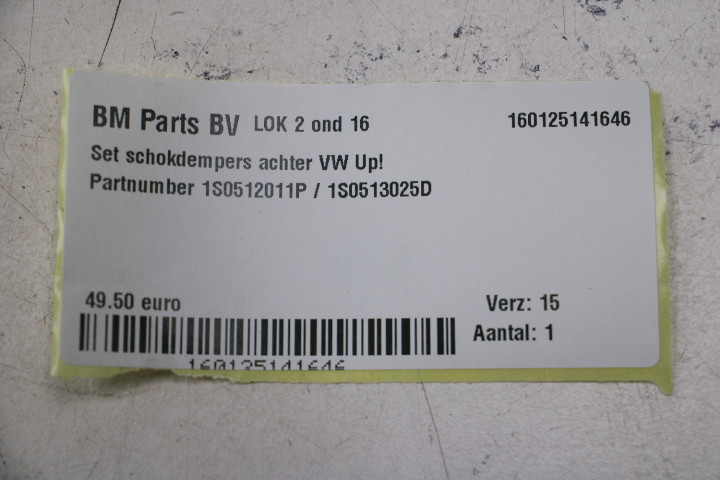 BM Parts BV LOK 2 ond 16 160125141646
Set schokdempers achter VW Up!
Partnumber 1S0512011P / 1S0513025D
49.50 euro Verz: 15
Aantal: 1
160125141646